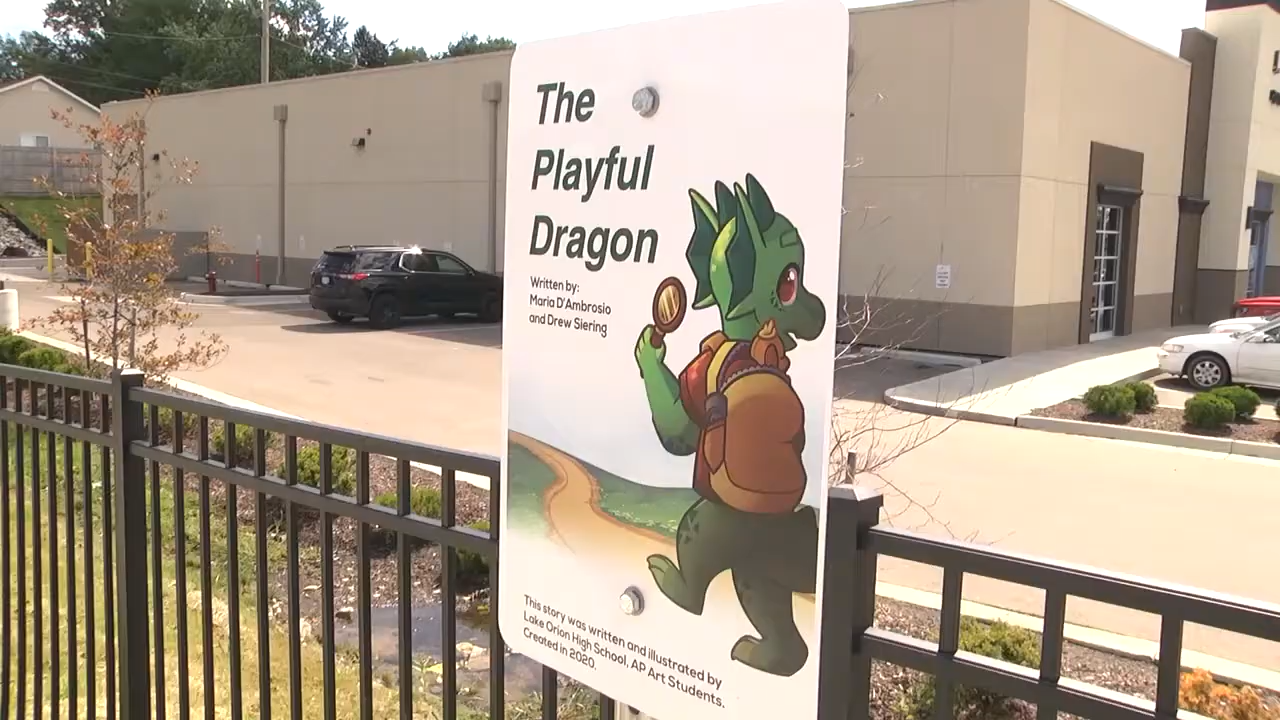 The
Playful
Dragon
Written by:
Maria D'Ambrosio
and Drew Siering
This story was written and illustrated by
Lake Orion High School, AP Art Students.
Created in 2020.